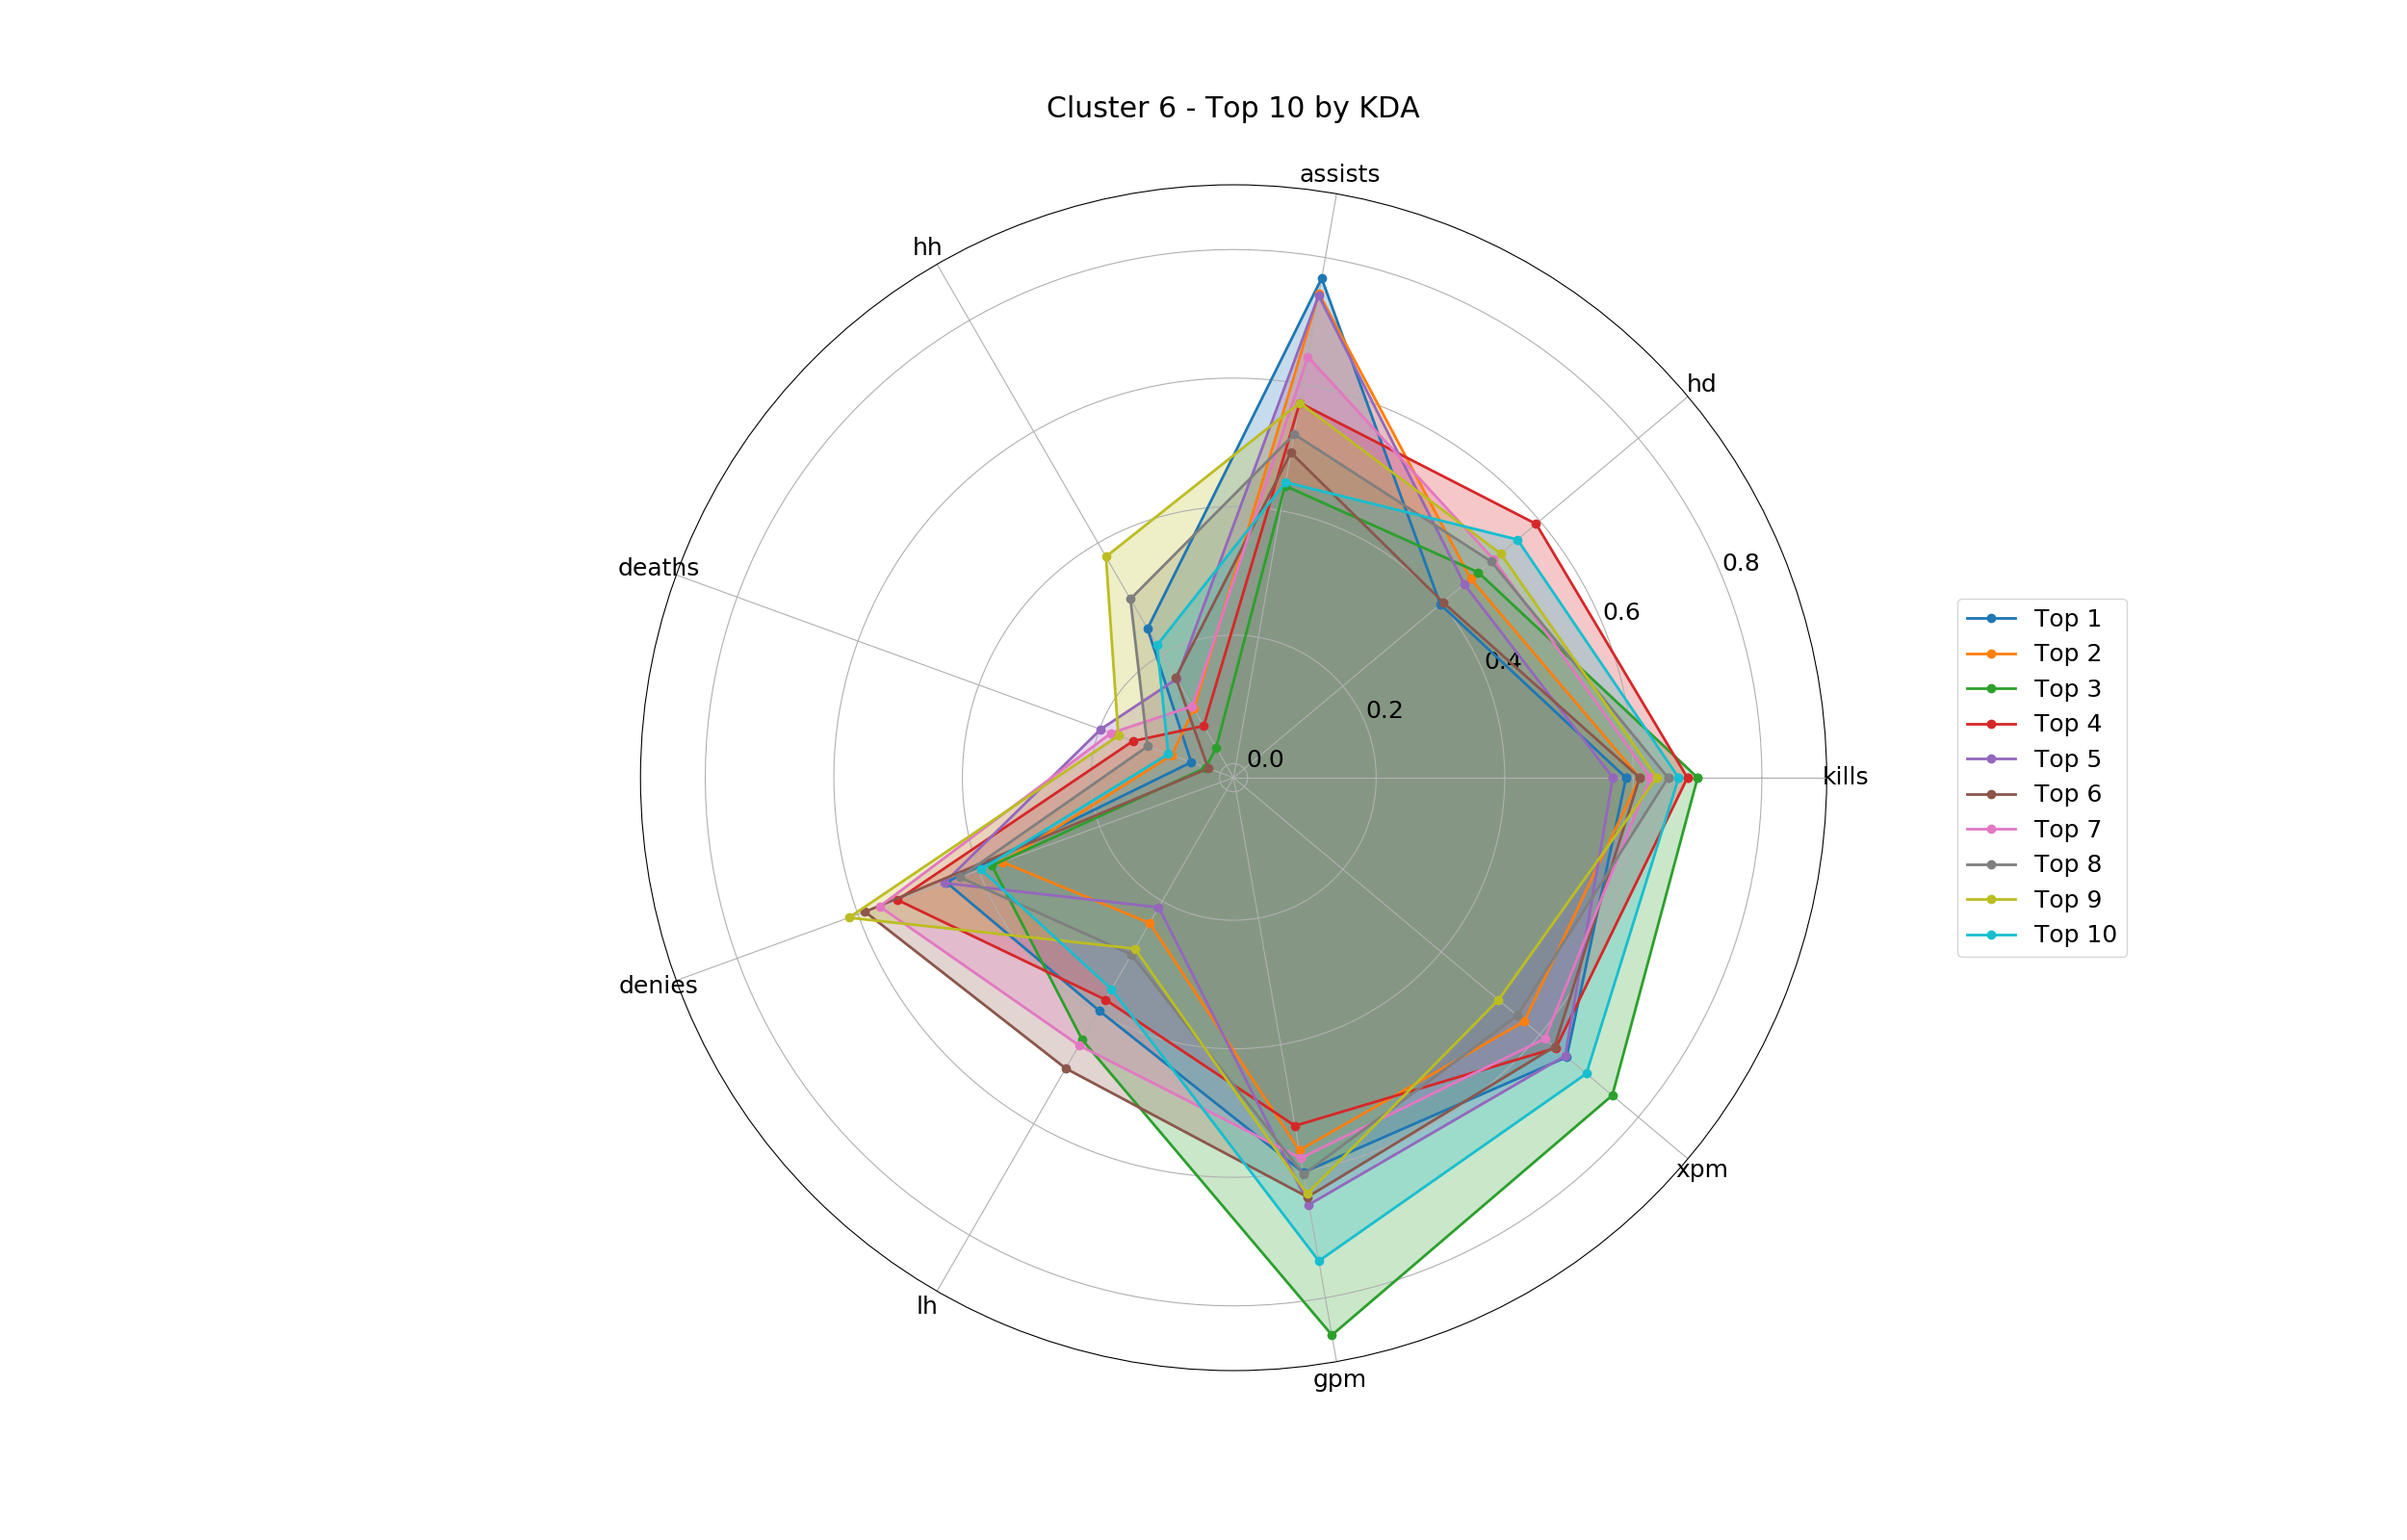 Cluster 6 - Top 10 by KDA
assists
hh
hd
deaths
0.8
0.6
0.4
0.2
0.0
kills
denies
xpm
lh
gpm
Top 1
Top 2
Top 3
Top 4
Top 5
Top 6
Top 7
Top 8
Top 9
Top 10